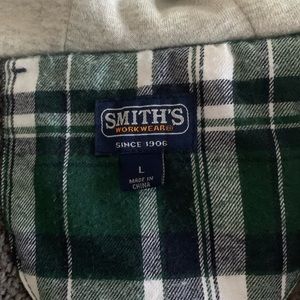 SMITH'S
WORKWEAR®
SINCE 1906
L
MADE IN
CHINA